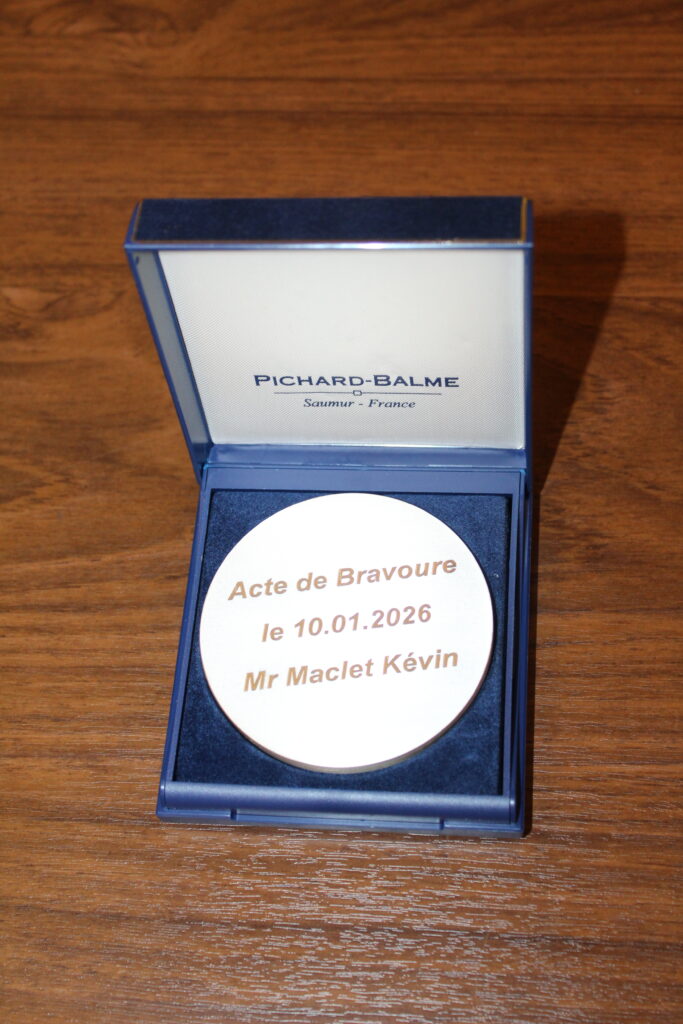 PICHARD-BALME
Saumur - France
Acte de Bravoure
le 10.01.2026
Mr Maclet Kévin